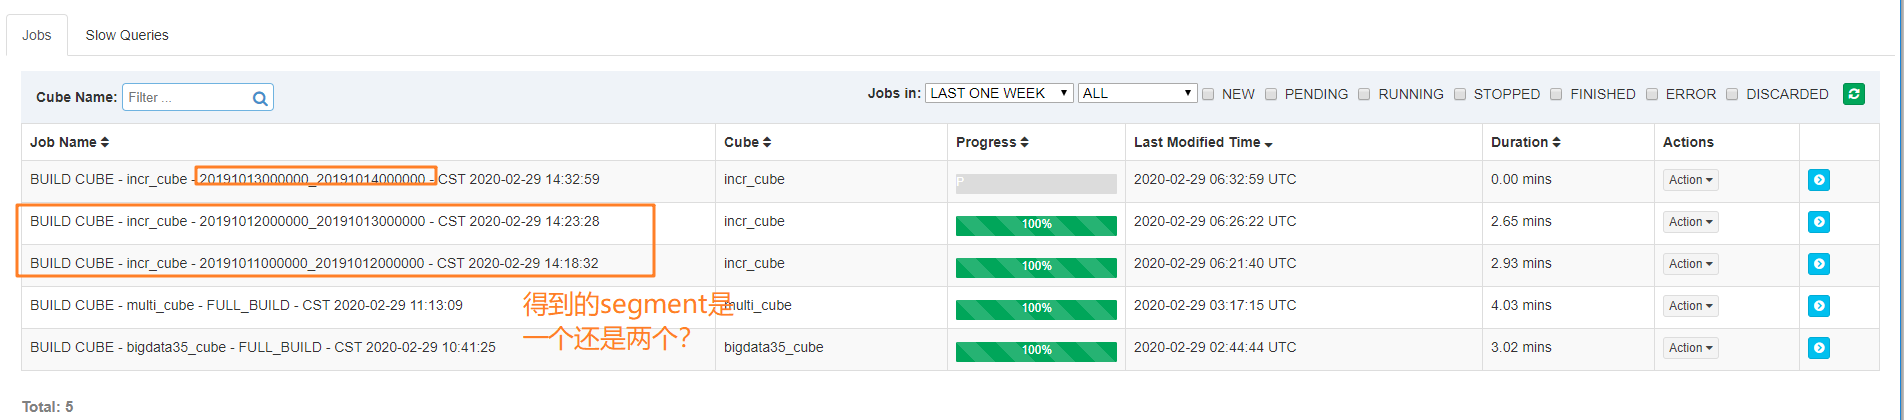 Jobs Slow Queries
Cube Name: Filter ... Jobs in: LAST ONE WEEK ALL NEW PENDING RUNNING STOPPED FINISHED ERROR DISCARDED
Job Name Cube Progress Last Modified Time Duration Actions
BUILD CUBE - incr_cube - 20191013000000_20191014000000 - CST 2020-02-29 14:32:59 incr_cube P 2020-02-29 06:32:59 UTC 0.00 mins Action
BUILD CUBE - incr_cube - 20191012000000_20191013000000 - CST 2020-02-29 14:23:28 incr_cube 100% 2020-02-29 06:26:22 UTC 2.65 mins Action
BUILD CUBE - incr_cube - 20191011000000_20191012000000 - CST 2020-02-29 14:18:32 incr_cube 100% 2020-02-29 06:21:40 UTC 2.93 mins Action
BUILD CUBE - multi_cube - FULL_BUILD - CST 2020-02-29 11:13:09 multi_cube 100% 2020-02-29 03:17:15 UTC 4.03 mins Action
得到的segment是
一个还是两个？
BUILD CUBE - bigdata35_cube - FULL_BUILD - CST 2020-02-29 10:41:25 bigdata35_cube 100% 2020-02-29 02:44:44 UTC 3.02 mins Action
Total: 5